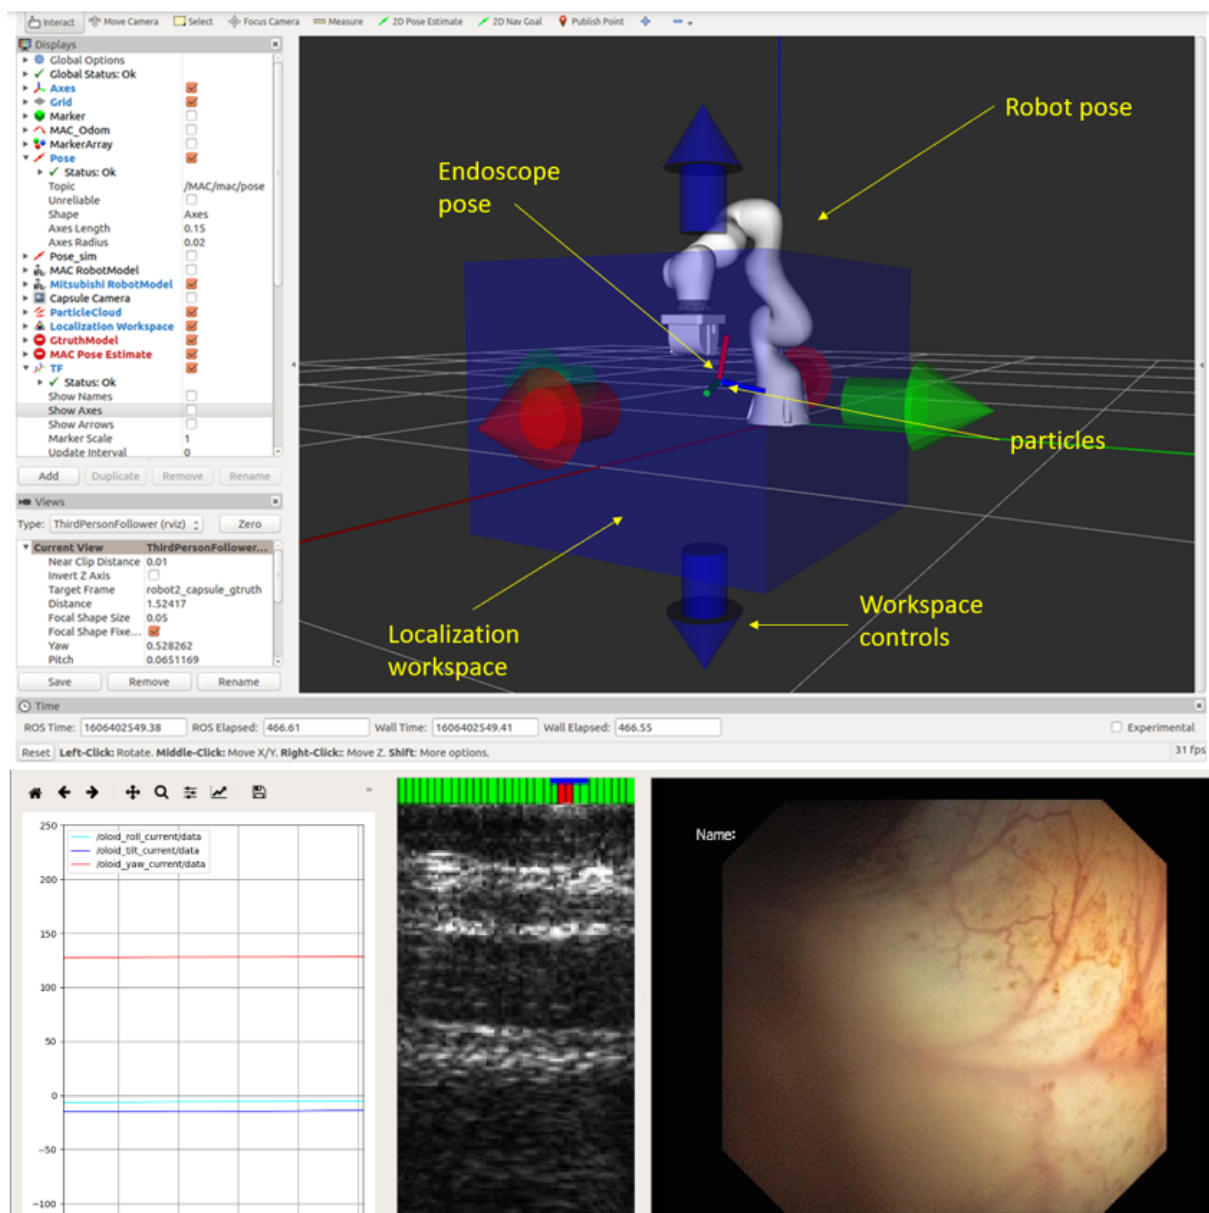 Interact Move Camera Select Focus Camera Measure 2D Pose Estimate 2D Nav Goal Publish Point
Displays
Global Options
Global Status: Ok
Axes
Grid
Marker
MAC_Odom
MarkerArray
Pose
Status: Ok
Topic /MAC/mac/pose
Unreliable
Shape Axes
Axes Length 0.15
Axes Radius 0.02
Pose_sim
MAC RobotModel
Mitsubishi RobotModel
Capsule Camera
ParticleCloud
Localization Workspace
GtruthModel
MAC Pose Estimate
TF
Status: Ok
Show Names
Show Axes
Show Arrows
Marker Scale 1
Update Interval 0
Add Duplicate Remove Rename
Views
Type: ThirdPersonFollower (rviz) Zero
Current View ThirdPersonFollower...
Near Clip Distance 0.01
Invert Z Axis
Target Frame robot2_capsule_gtruth
Distance 1.52417
Focal Shape Size 0.05
Focal Shape Fixe...
Yaw 0.528262
Pitch 0.0651169
Save Remove Rename
Robot pose
Endoscope
pose
particles
Localization
workspace
Workspace
controls
Time
ROS Time: 1606402549.38 ROS Elapsed: 466.61 Wall Time: 1606402549.41 Wall Elapsed: 466.55 Experimental
Reset Left-Click: Rotate. Middle-Click: Move X/Y. Right-Click:: Move Z. Shift: More options. 31 fps
»
/oloid_roll_current/data
/oloid_tilt_current/data
/oloid_yaw_current/data
250
200
150
100
50
0
−50
−100
Name: